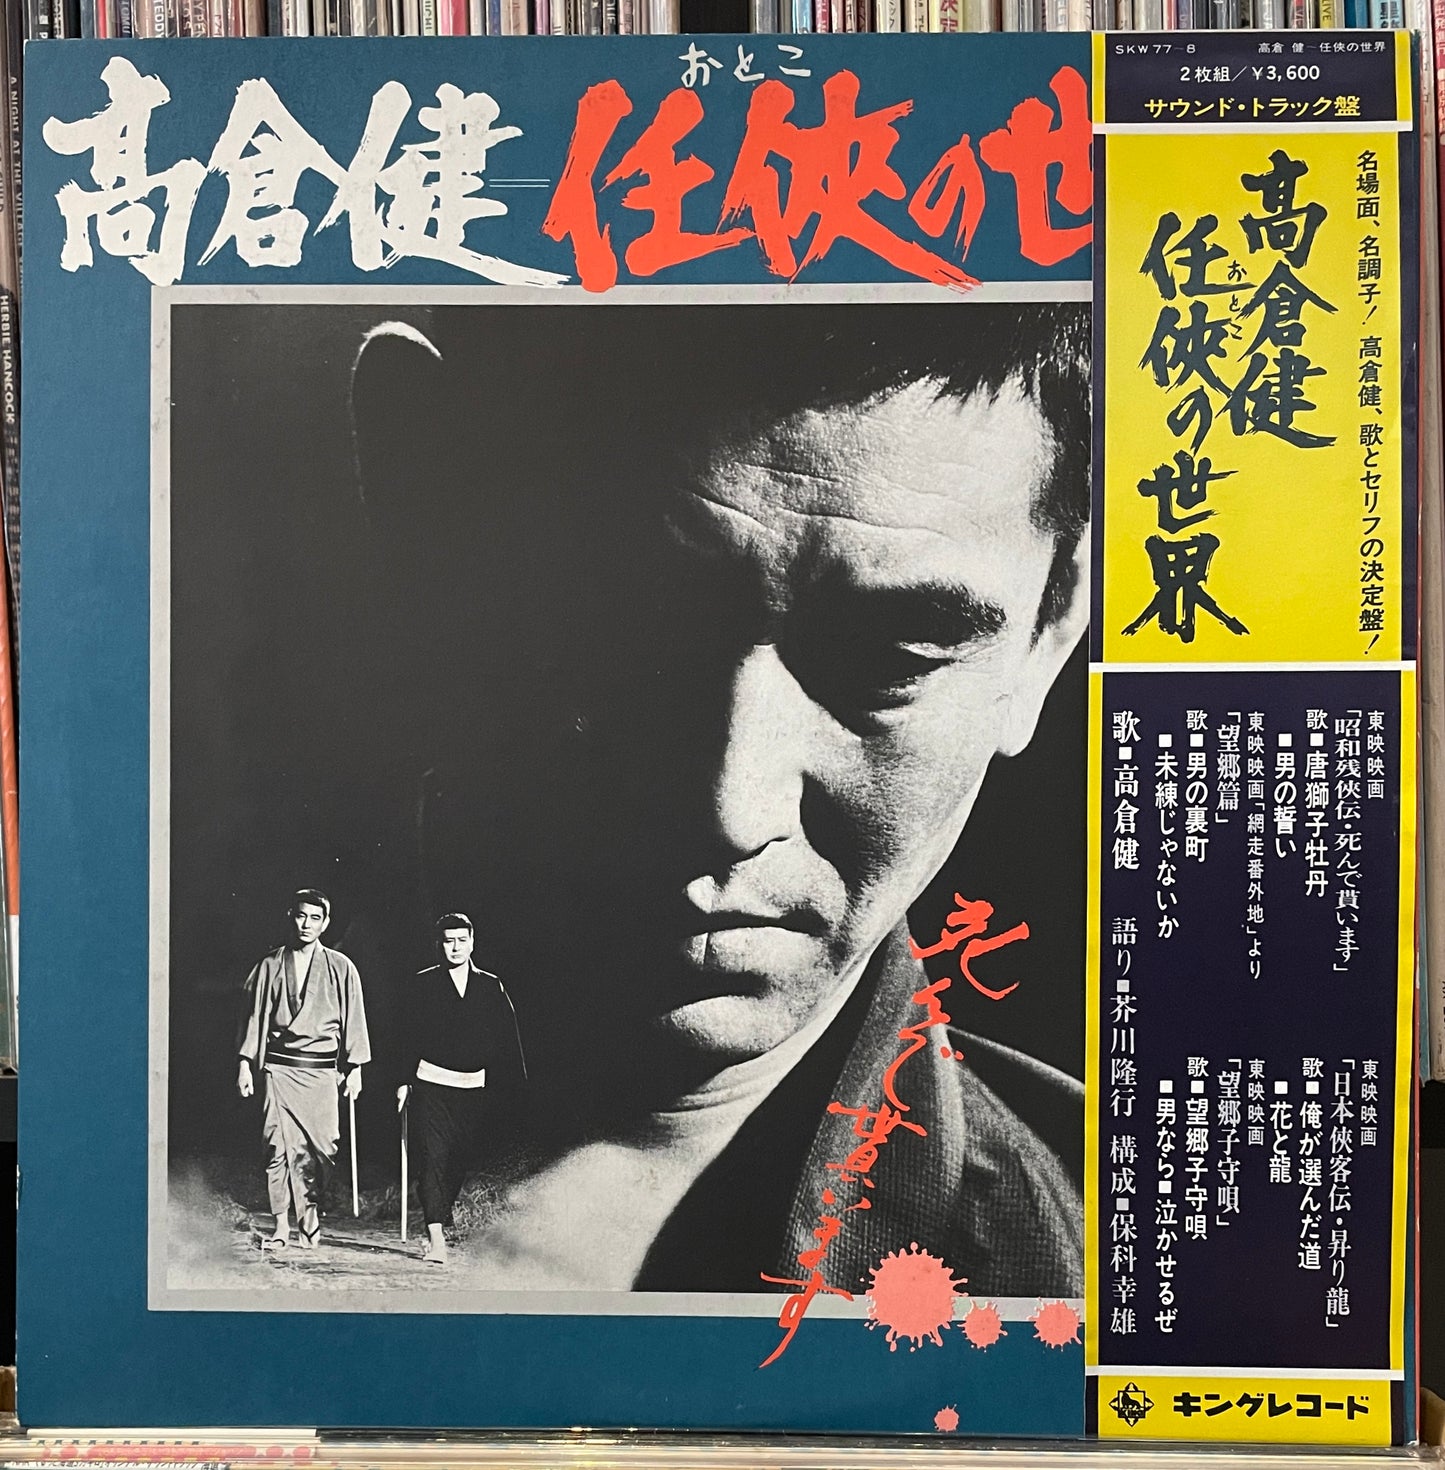 おとこ
高倉健＝任侠の世
SKW 77-8 高倉 健－任侠の世界
2枚組／￥3,600
サウンド・トラック盤
名場面、名調子！ 高倉健、歌とセリフの決定盤！
高倉健
おとこ
任侠の世界
東映映画
「昭和残侠伝・死んで貰います」
歌■唐獅子牡丹
■男の誓い
東映映画「網走番外地」より
「望郷篇」
歌■男の裏町
■未練じゃないか
東映映画
「日本侠客伝・昇り龍」
歌■俺が選んだ道
■花と龍
東映映画
「望郷子守唄」
歌■望郷子守唄
■男なら■泣かせるぜ
歌■高倉健 語り■芥川隆行 構成■保科幸雄
キングレコード
死んで貰います
A NIGHT AT THE VILLAGE
HERBIE HANCOCK